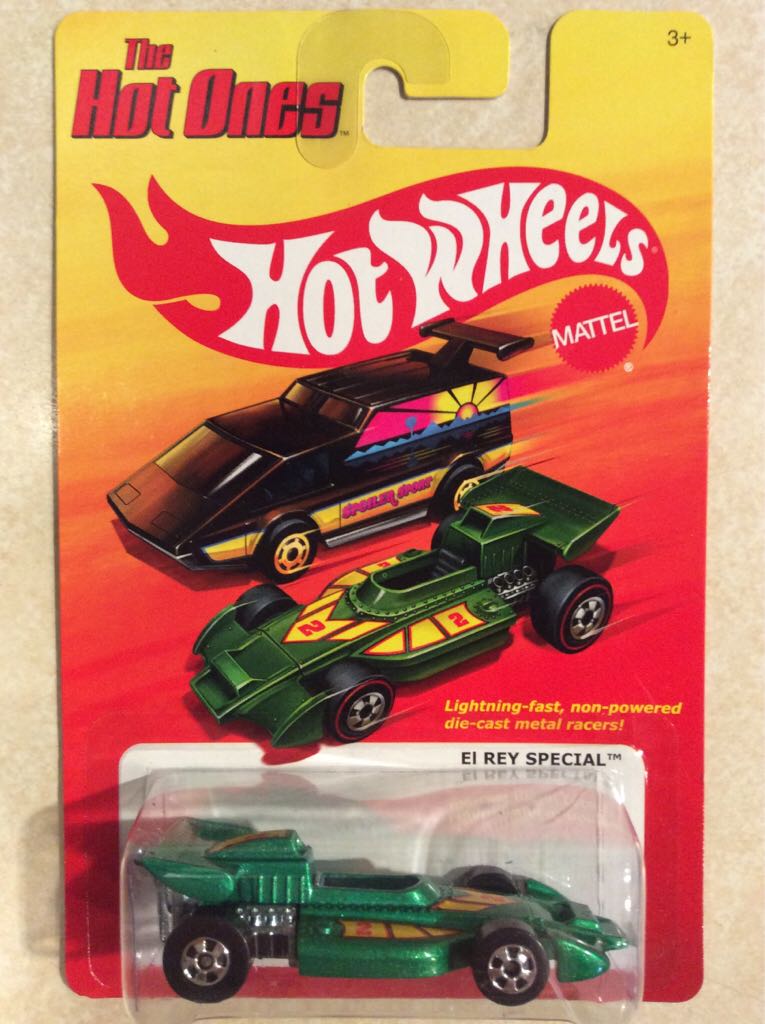 The
Hot Ones™
3+
Hot Wheels®
MATTEL
®
SPOILER SPORT
2
2
2
2
Lightning-fast, non-powered
die-cast metal racers!
El REY SPECIAL™